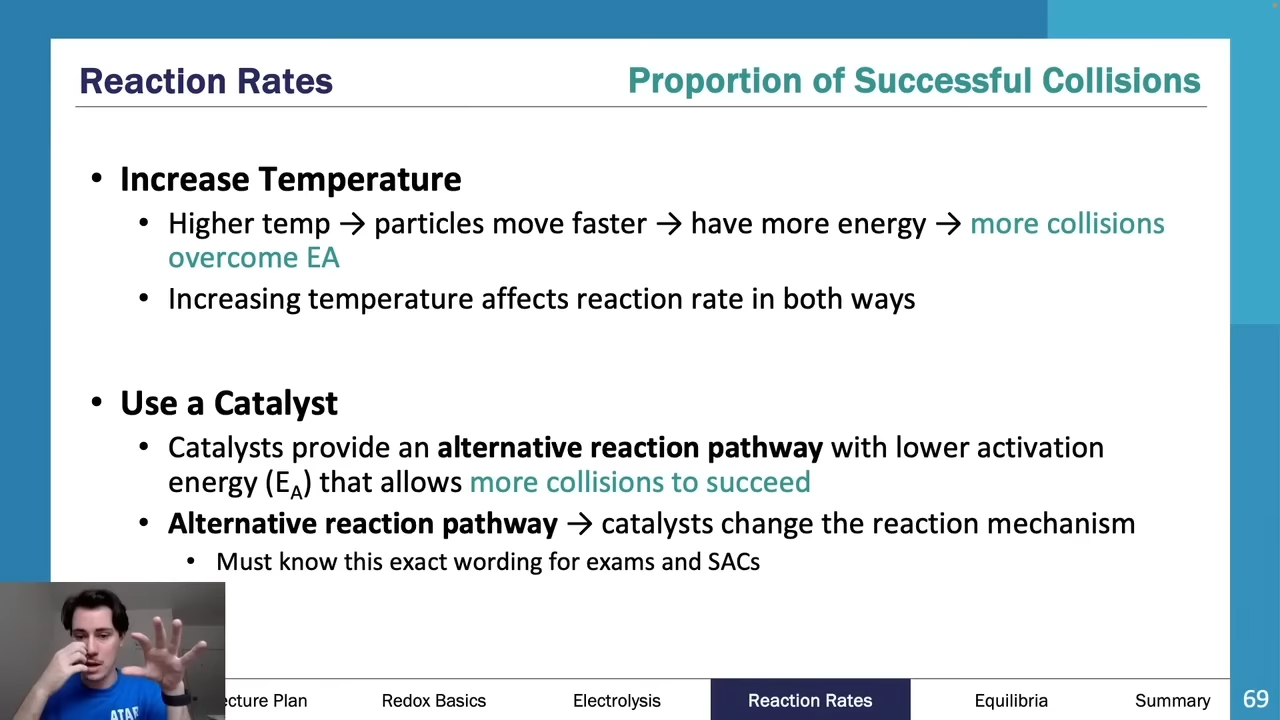 Reaction Rates
Proportion of Successful Collisions
• Increase Temperature
• Higher temp → particles move faster → have more energy → more collisions
overcome EA
• Increasing temperature affects reaction rate in both ways
• Use a Catalyst
• Catalysts provide an alternative reaction pathway with lower activation
energy (EA) that allows more collisions to succeed
• Alternative reaction pathway → catalysts change the reaction mechanism
• Must know this exact wording for exams and SACs
ATAR
Plan
Redox Basics
Electrolysis
Reaction Rates
Equilibria
Summary
69